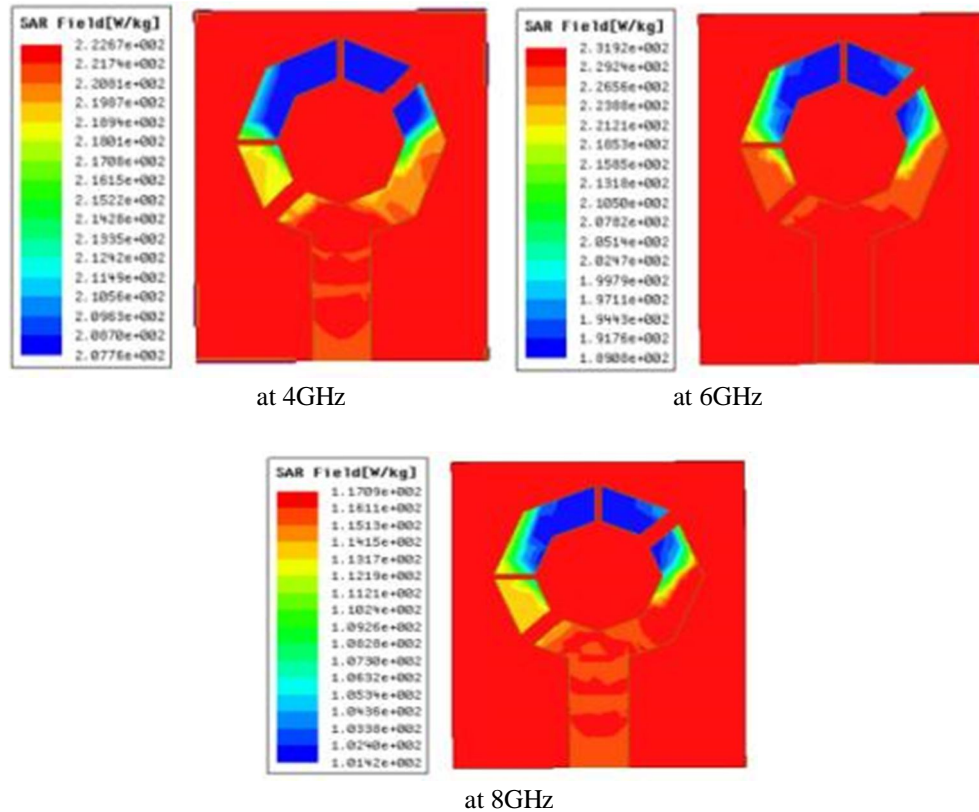 SAR Field[W/kg]
2.2267e+002
2.2174e+002
2.2081e+002
2.1987e+002
2.1894e+002
2.1801e+002
2.1708e+002
2.1615e+002
2.1522e+002
2.1428e+002
2.1335e+002
2.1242e+002
2.1149e+002
2.1056e+002
2.0963e+002
2.0870e+002
2.0776e+002
at 4GHz
SAR Field[W/kg]
2.3192e+002
2.2924e+002
2.2656e+002
2.2388e+002
2.2121e+002
2.1853e+002
2.1585e+002
2.1318e+002
2.1050e+002
2.0782e+002
2.0514e+002
2.0247e+002
1.9979e+002
1.9711e+002
1.9443e+002
1.9176e+002
1.8908e+002
at 6GHz
SAR Field[W/kg]
1.1709e+002
1.1611e+002
1.1513e+002
1.1415e+002
1.1317e+002
1.1219e+002
1.1121e+002
1.1024e+002
1.0926e+002
1.0828e+002
1.0730e+002
1.0632e+002
1.0534e+002
1.0436e+002
1.0338e+002
1.0240e+002
1.0142e+002
at 8GHz